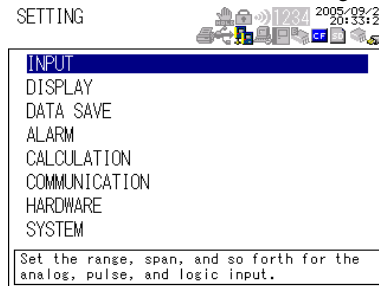 SETTING
1234
2005/09/2
20:33:2
CF
SD
INPUT
DISPLAY
DATA SAVE
ALARM
CALCULATION
COMMUNICATION
HARDWARE
SYSTEM
Set the range, span, and so forth for the
analog, pulse, and logic input.